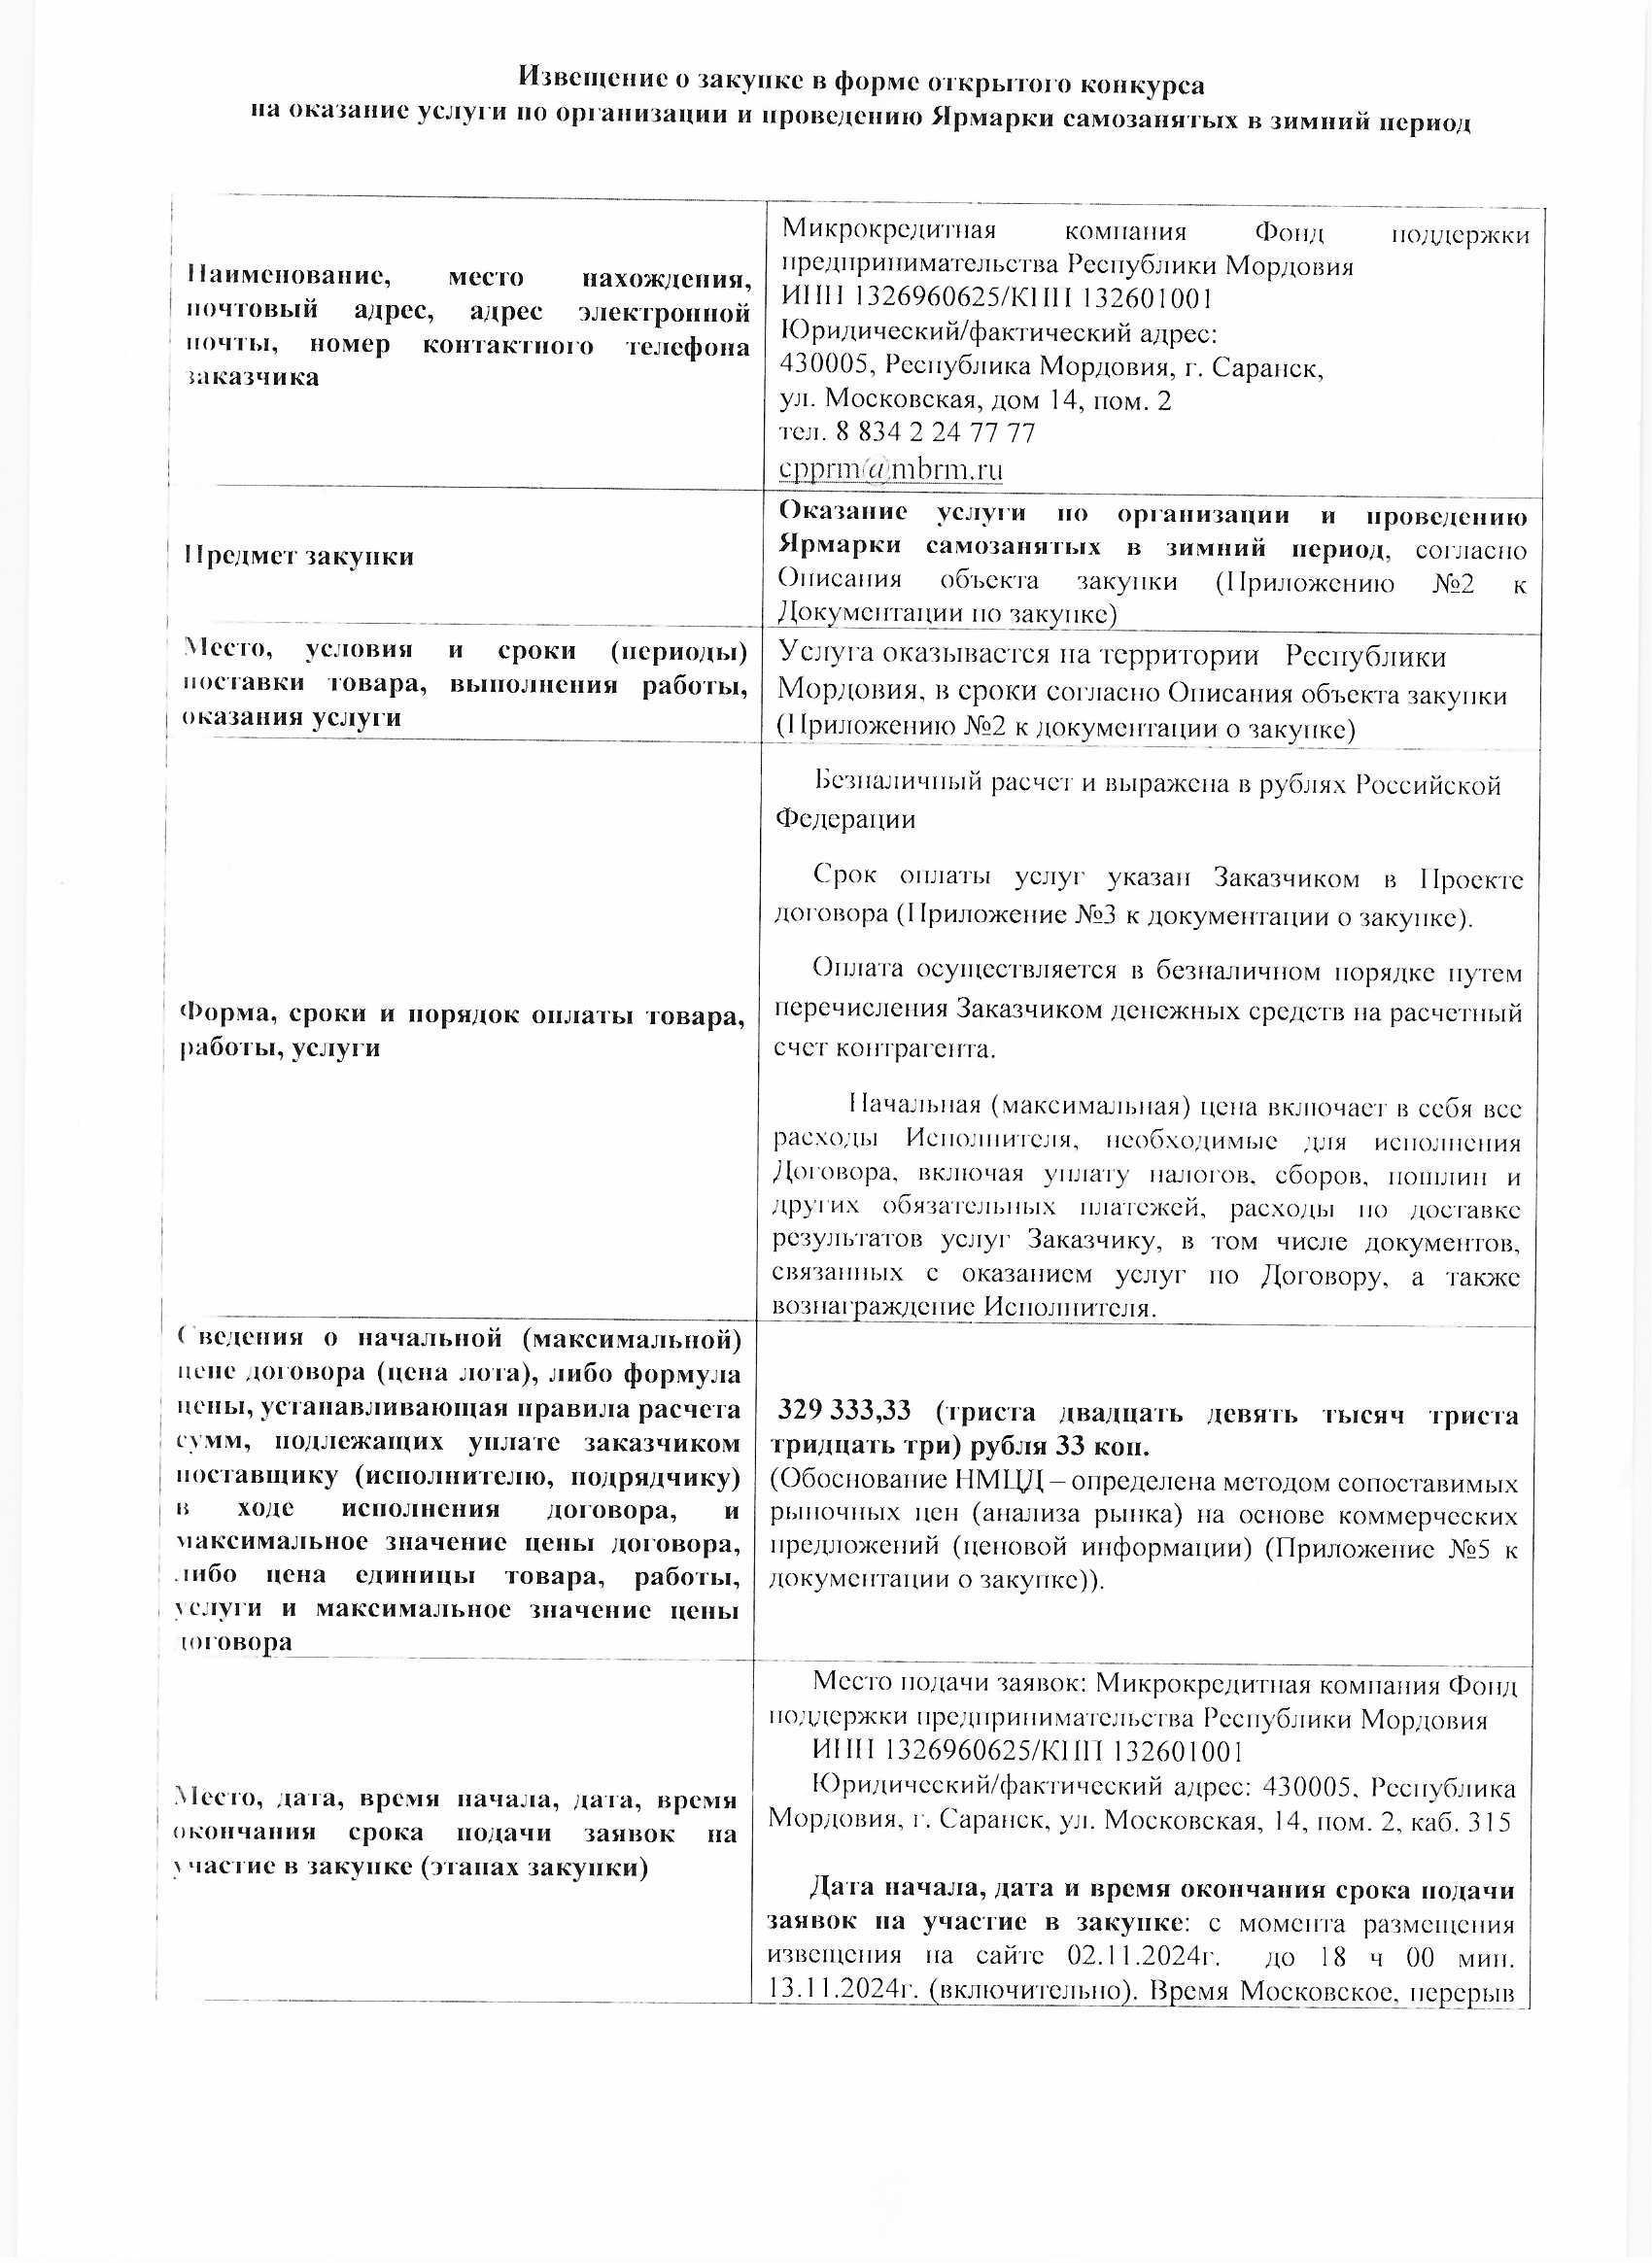 Извещение о закупке в форме открытого конкурса
на оказание услуги по организации и проведению Ярмарки самозанятых в зимний период
Наименование, место нахождения,
почтовый адрес, адрес электронной
почты, номер контактного телефона
заказчика
Микрокредитная компания Фонд поддержки
предпринимательства Республики Мордовия
ИНН 1326960625/КПП 132601001
Юридический/фактический адрес:
430005, Республика Мордовия, г. Саранск,
ул. Московская, дом 14, пом. 2
тел. 8 834 2 24 77 77
cpprm@mbrm.ru
Предмет закупки
Оказание услуги по организации и проведению
Ярмарки самозанятых в зимний период, согласно
Описания объекта закупки (Приложению №2 к
Документации по закупке)
Место, условия и сроки (периоды)
поставки товара, выполнения работы,
оказания услуги
Услуга оказывается на территории Республики
Мордовия, в сроки согласно Описания объекта закупки
(Приложению №2 к документации о закупке)
Форма, сроки и порядок оплаты товара,
работы, услуги
Безналичный расчет и выражена в рублях Российской
Федерации
Срок оплаты услуг указан Заказчиком в Проекте
договора (Приложение №3 к документации о закупке).
Оплата осуществляется в безналичном порядке путем
перечисления Заказчиком денежных средств на расчетный
счет контрагента.
Начальная (максимальная) цена включает в себя все
расходы Исполнителя, необходимые для исполнения
Договора, включая уплату налогов, сборов, пошлин и
других обязательных платежей, расходы по доставке
результатов услуг Заказчику, в том числе документов,
связанных с оказанием услуг по Договору, а также
вознаграждение Исполнителя.
Сведения о начальной (максимальной)
цене договора (цена лота), либо формула
цены, устанавливающая правила расчета
сумм, подлежащих уплате заказчиком
поставщику (исполнителю, подрядчику)
в ходе исполнения договора, и
максимальное значение цены договора,
либо цена единицы товара, работы,
услуги и максимальное значение цены
договора
329 333,33 (триста двадцать девять тысяч триста
тридцать три) рубля 33 коп.
(Обоснование НМЦД – определена методом сопоставимых
рыночных цен (анализа рынка) на основе коммерческих
предложений (ценовой информации) (Приложение №5 к
документации о закупке)).
Место, дата, время начала, дата, время
окончания срока подачи заявок на
участие в закупке (этапах закупки)
Место подачи заявок: Микрокредитная компания Фонд
поддержки предпринимательства Республики Мордовия
ИНН 1326960625/КПП 132601001
Юридический/фактический адрес: 430005, Республика
Мордовия, г. Саранск, ул. Московская, 14, пом. 2, каб. 315
Дата начала, дата и время окончания срока подачи
заявок на участие в закупке: с момента размещения
извещения на сайте 02.11.2024г. до 18 ч 00 мин.
13.11.2024г. (включительно). Время Московское, перерыв